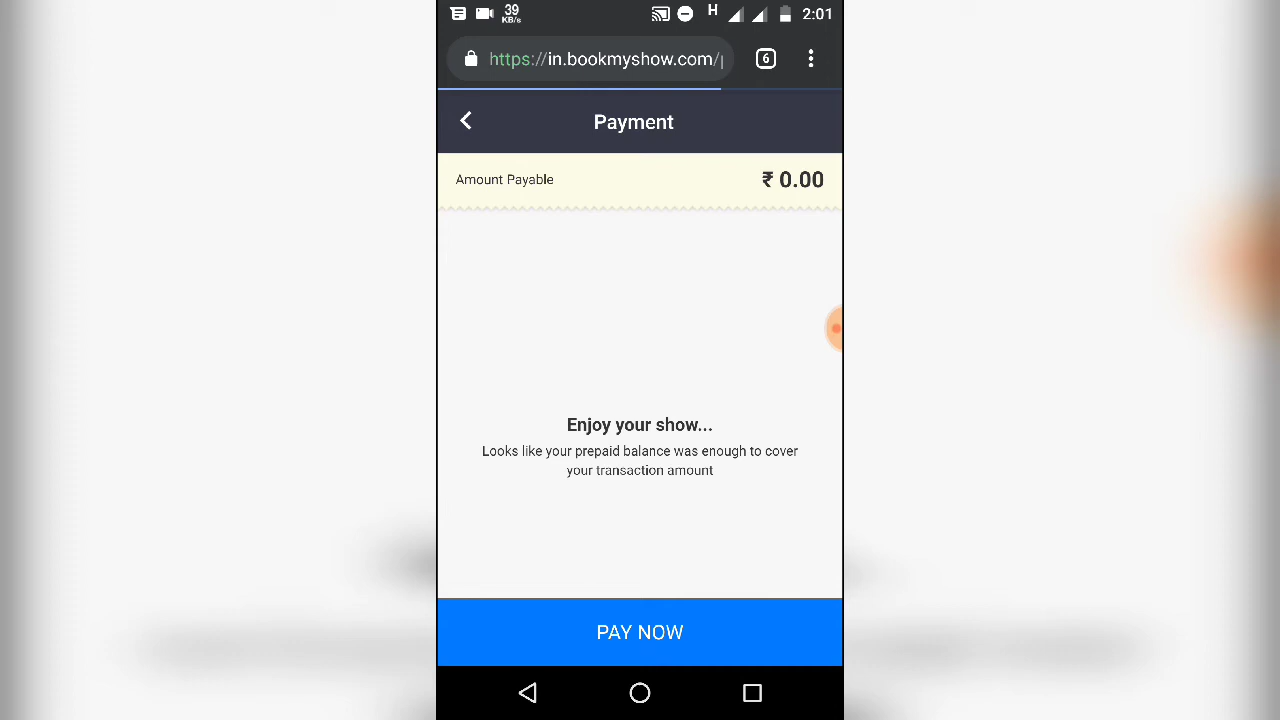 39
KB/s
H
2:01
https://in.bookmyshow.com/
6
Payment
Amount Payable
₹ 0.00
Enjoy your show...
Looks like your prepaid balance was enough to cover
your transaction amount
PAY NOW